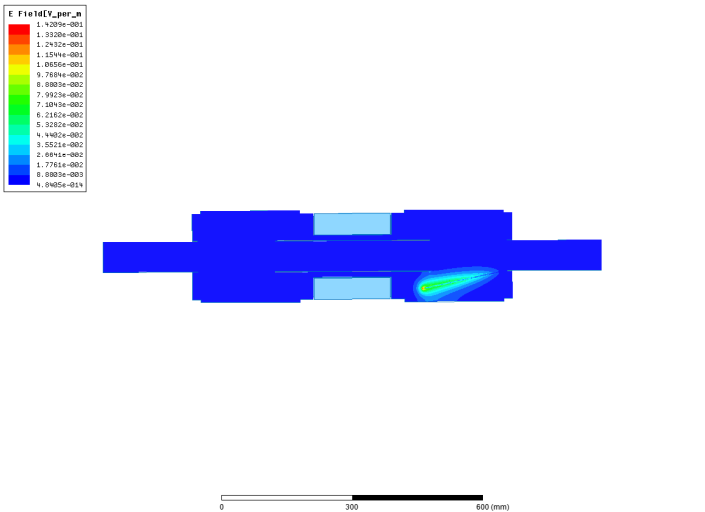 E Field[V_per_m
1.4209e-001
1.3320e-001
1.2432e-001
1.1544e-001
1.0656e-001
9.7684e-002
8.8803e-002
7.9923e-002
7.1043e-002
6.2162e-002
5.3282e-002
4.4402e-002
3.5521e-002
2.6641e-002
1.7761e-002
8.8803e-003
4.8405e-014
0 300 600 (mm)